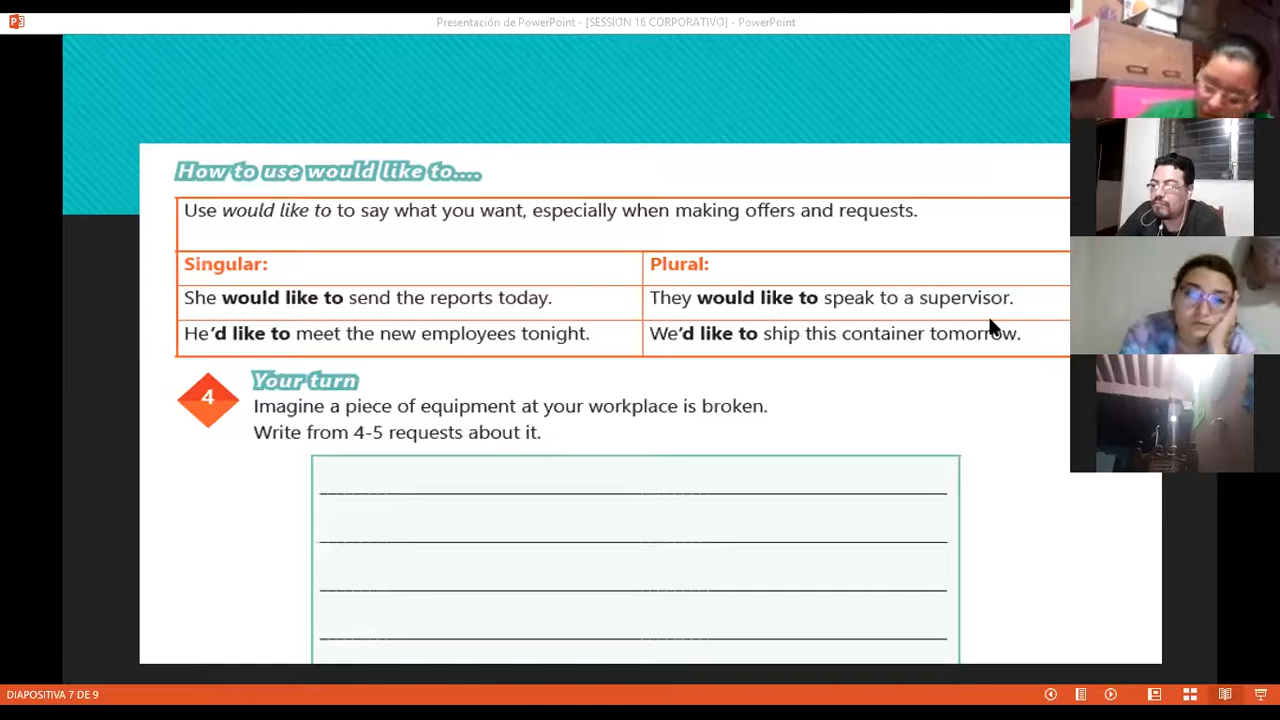 Presentación de PowerPoint - [SESSION 16 CORPORATIVO] - PowerPoint
How to use would like to....
Use would like to to say what you want, especially when making offers and requests.
Singular:
Plural:
She would like to send the reports today.
They would like to speak to a supervisor.
He'd like to meet the new employees tonight.
We'd like to ship this container tomorrow.
4
Your turn
Imagine a piece of equipment at your workplace is broken.
Write from 4-5 requests about it.
DIAPOSITIVA 7 DE 9